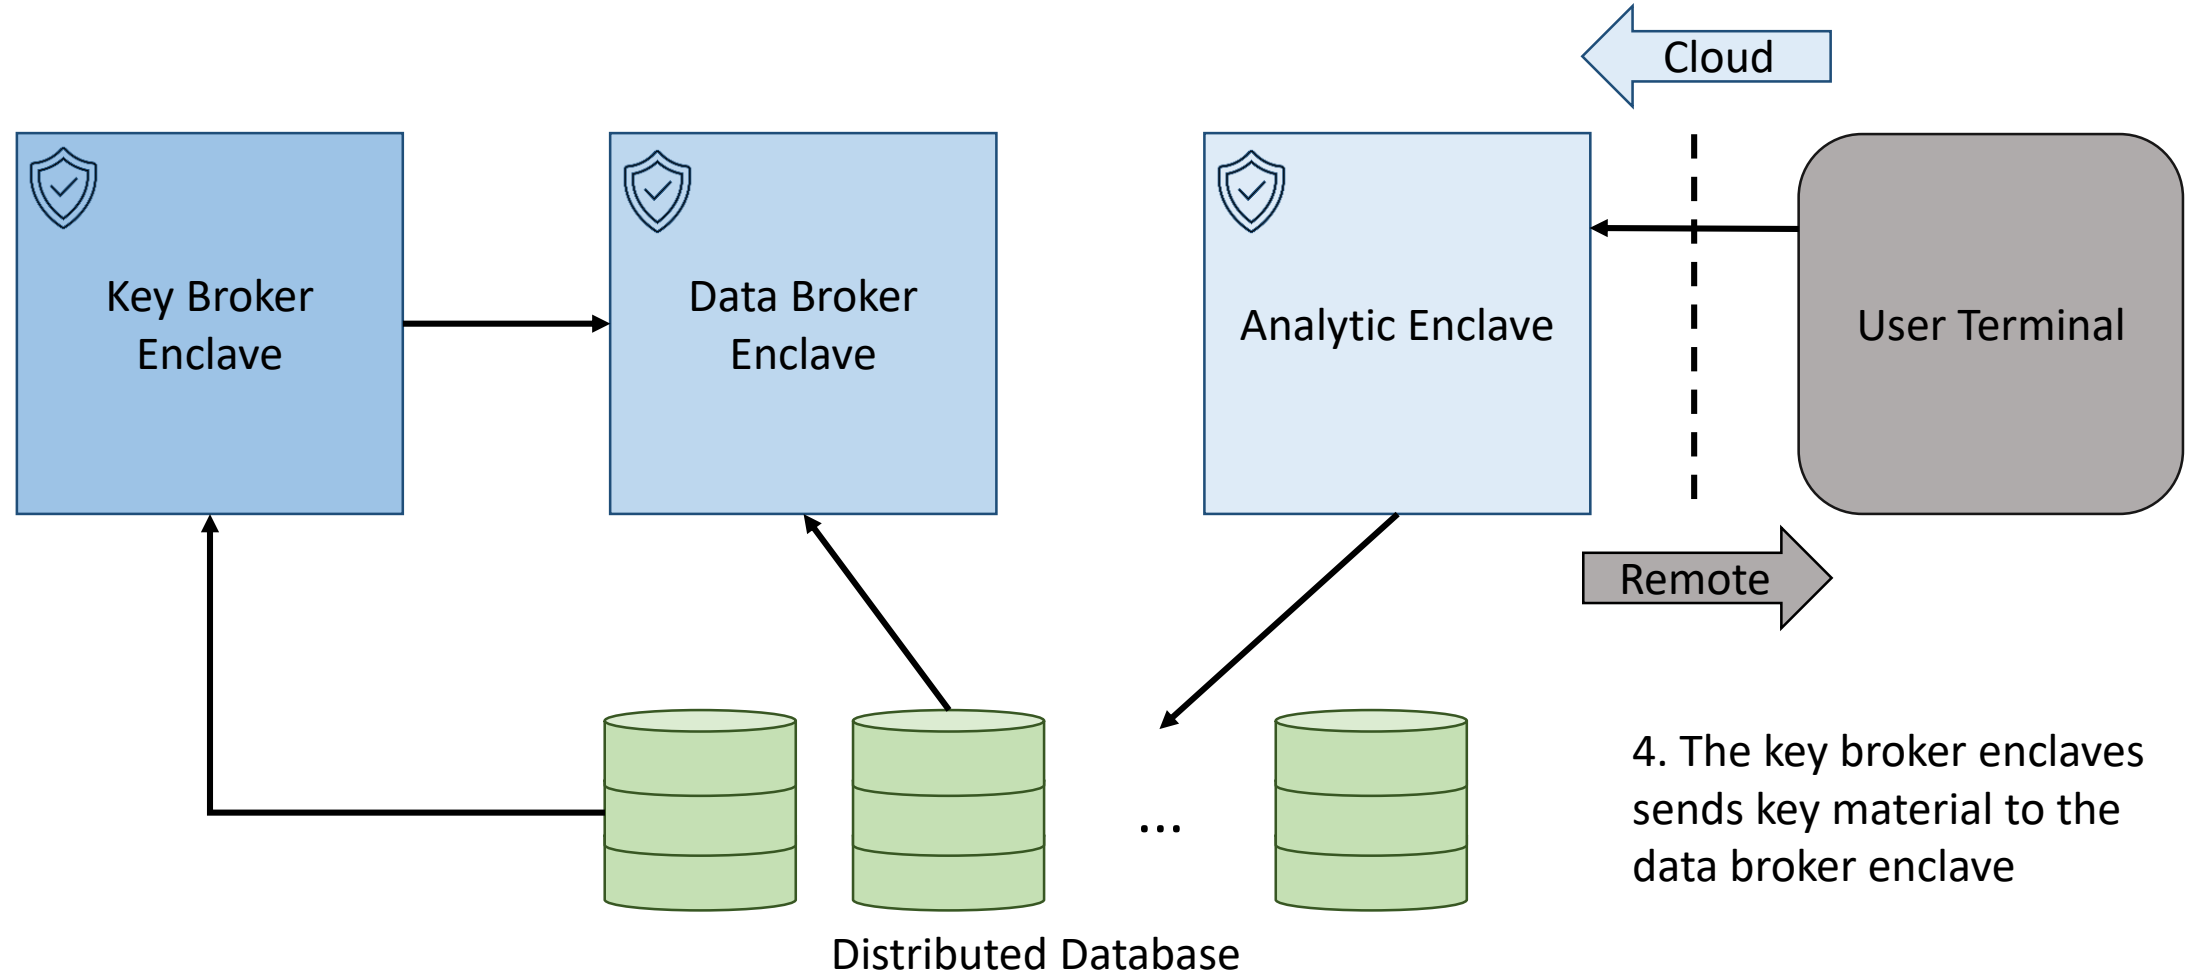 Cloud
Key Broker
Enclave
Data Broker
Enclave
Analytic Enclave
User Terminal
Remote
4. The key broker enclaves
sends key material to the
data broker enclave
...
Distributed Database